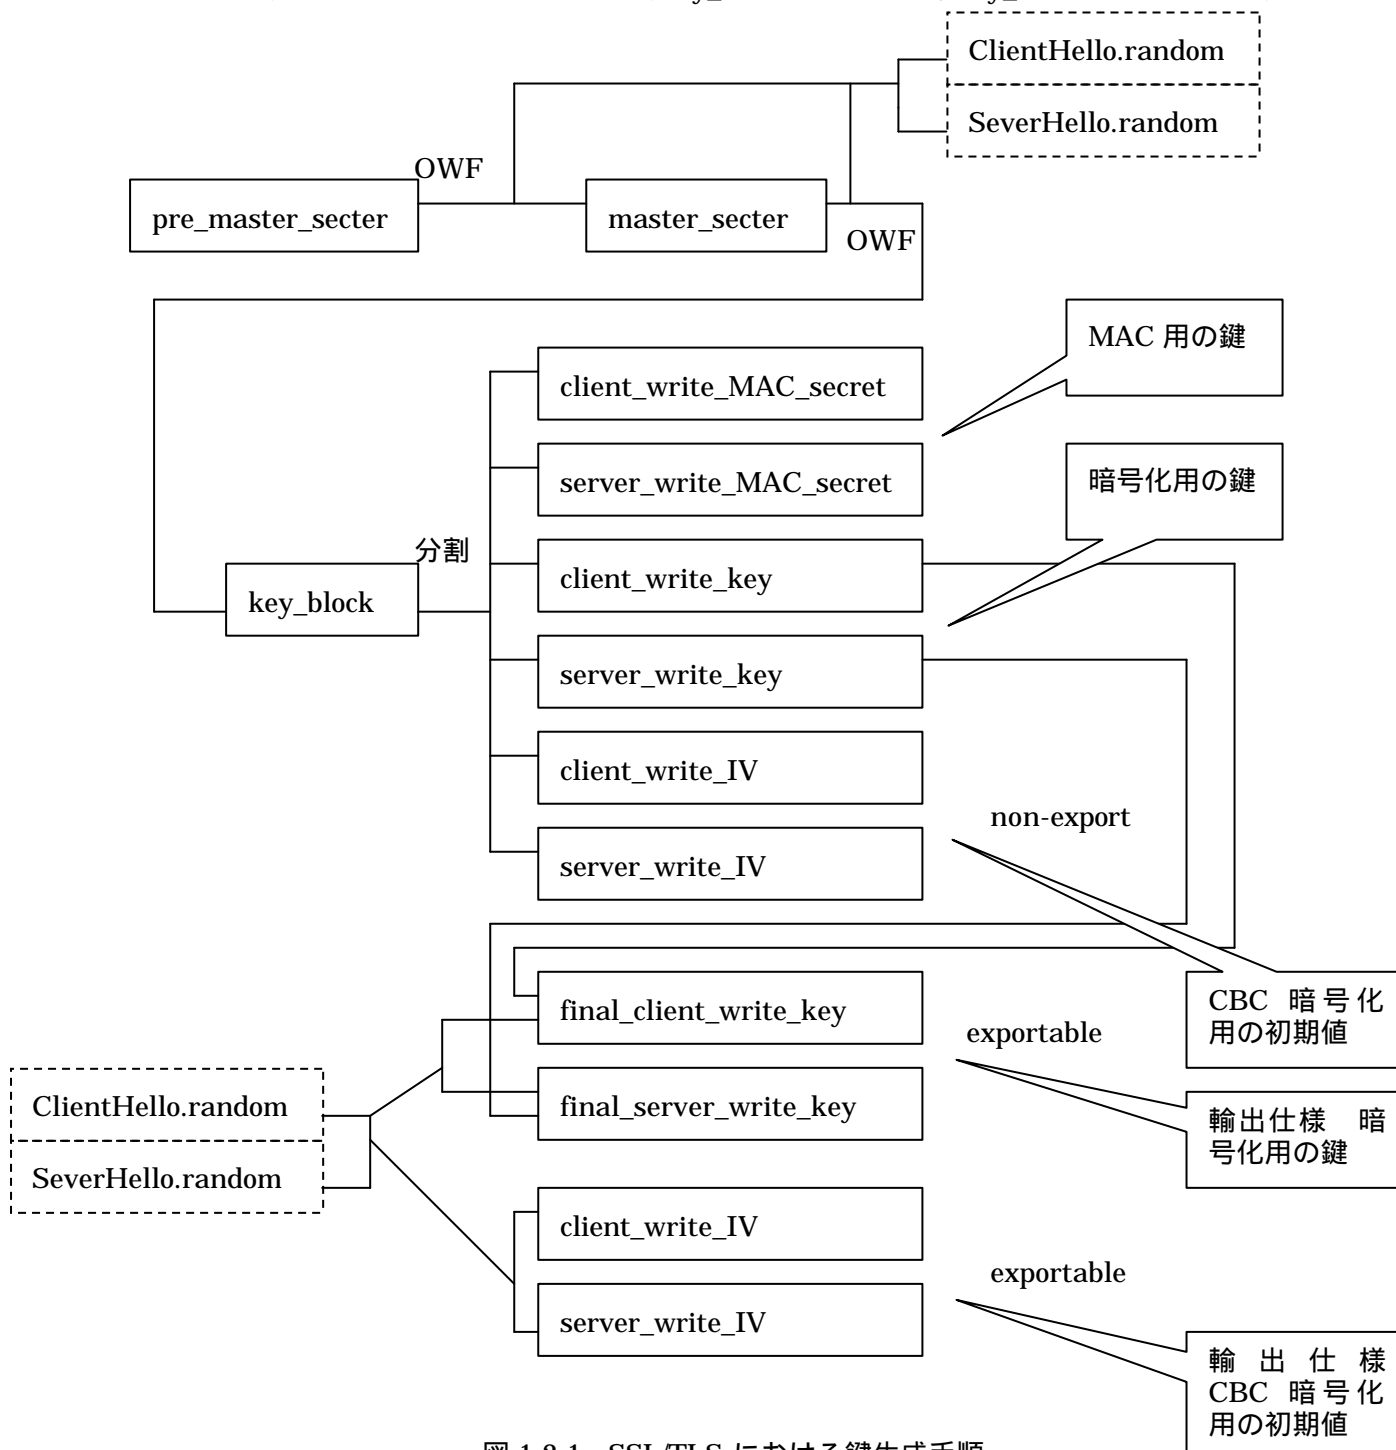 ClientHello.random
SeverHello.random
OWF
pre_master_secter
master_secter
OWF
MAC 用の鍵
client_write_MAC_secret
server_write_MAC_secret
暗号化用の鍵
分割
client_write_key
key_block
server_write_key
client_write_IV
non-export
server_write_IV
CBC 暗号化
用の初期値
final_client_write_key
exportable
ClientHello.random
final_server_write_key
輸出仕様 暗
号化用の鍵
SeverHello.random
client_write_IV
exportable
server_write_IV
輸出仕様
CBC 暗号化
用の初期値
図 1-8-1 SSL/TLS における鍵生成手順